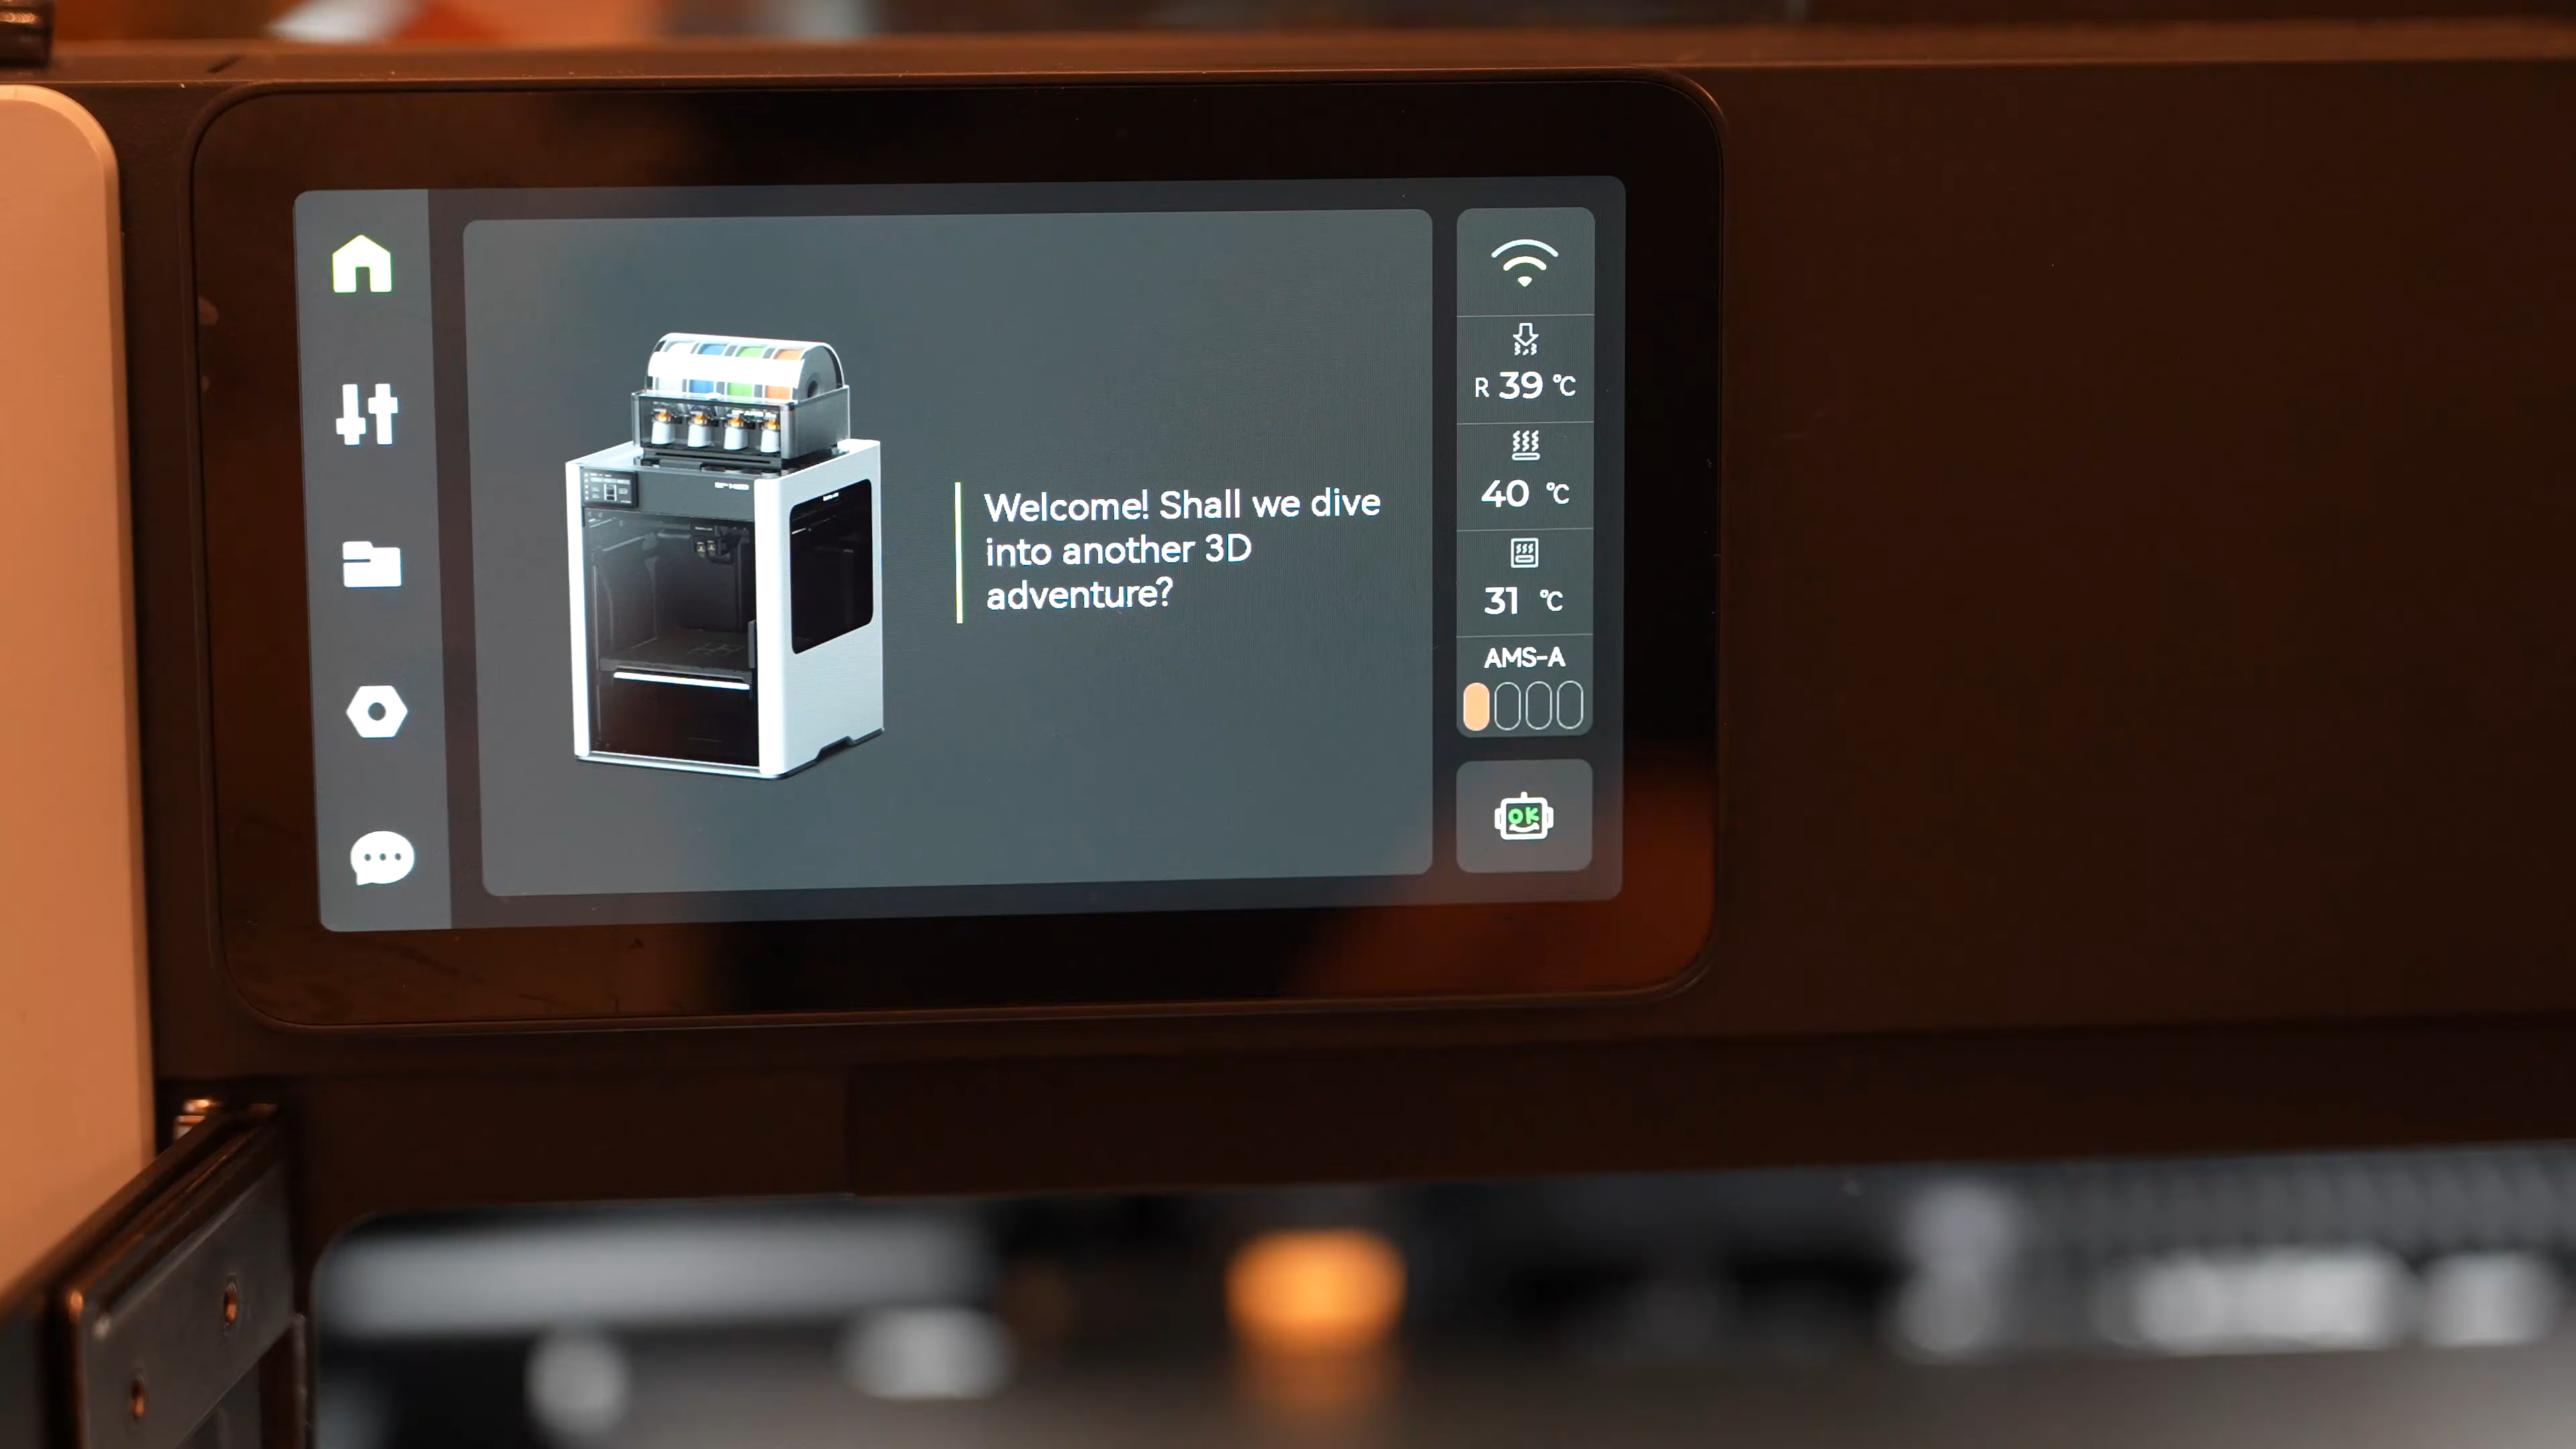 Welcome! Shall we dive
into another 3D
adventure?
R 39 °C
40 °C
31 °C
AMS-A
OK